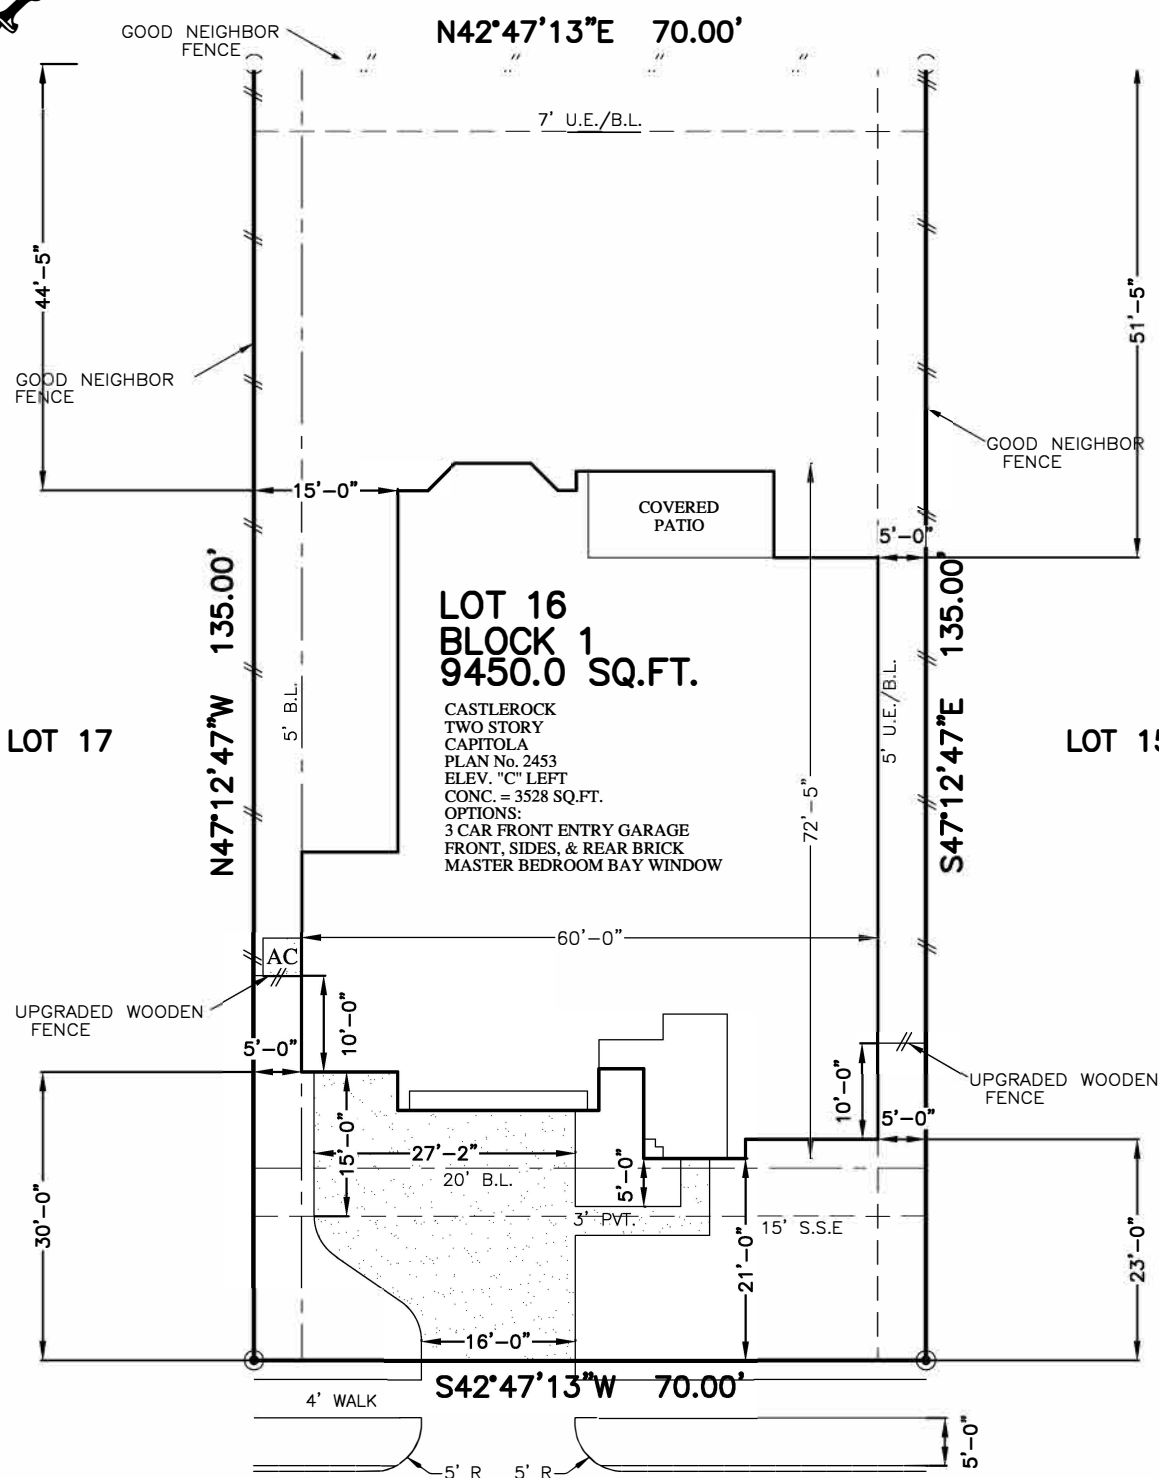 GOOD NEIGHBOR
FENCE
N42°47'13"E 70.00'
7' U.E./B.L.
44'-5"
51'-5"
GOOD NEIGHBOR
FENCE
GOOD NEIGHBOR
FENCE
15'-0"
COVERED
PATIO
5'-0"
N47°12'47"W 135.00'
S47°12'47"E 135.00'
LOT 16
BLOCK 1
9450.0 SQ.FT.
5' B.L.
5' U.E./B.L.
CASTLEROCK
TWO STORY
CAPITOLA
PLAN No. 2453
ELEV. "C" LEFT
CONC. = 3528 SQ.FT.
OPTIONS:
3 CAR FRONT ENTRY GARAGE
FRONT, SIDES, & REAR BRICK
MASTER BEDROOM BAY WINDOW
LOT 17
LOT 15
72'-5"
60'-0"
AC
UPGRADED WOODEN
FENCE
10'-0"
5'-0"
UPGRADED WOODEN
FENCE
10'-0"
5'-0"
15'-0"
27'-2"
20' B.L.
5'-0"
3' PVT.
15' S.S.E
30'-0"
21'-0"
23'-0"
16'-0"
S42°47'13"W 70.00'
4' WALK
5' R
5' R
5'-0"